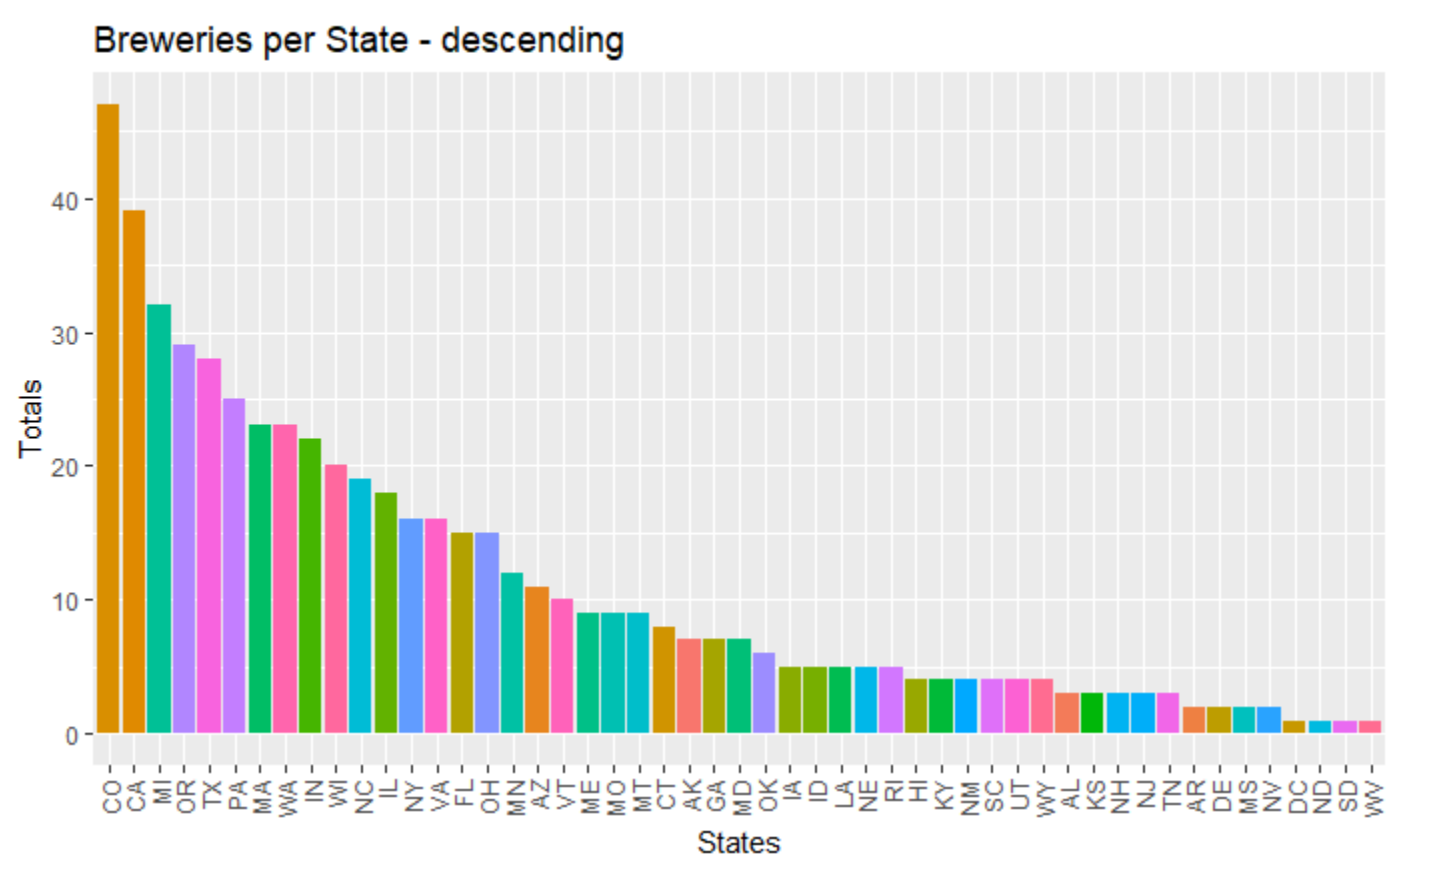 Breweries per State - descending
Totals
40
30
20
10
0
CO CA MI OR TX PA MA WA IN WI NC IL NY VA FL OH MN AZ VT ME MO MT CT AK GA MD OK IA ID LA NE RI HI KY NM SC UT WY AL KS NH NJ TN AR DE MS NV DC ND SD WV
States